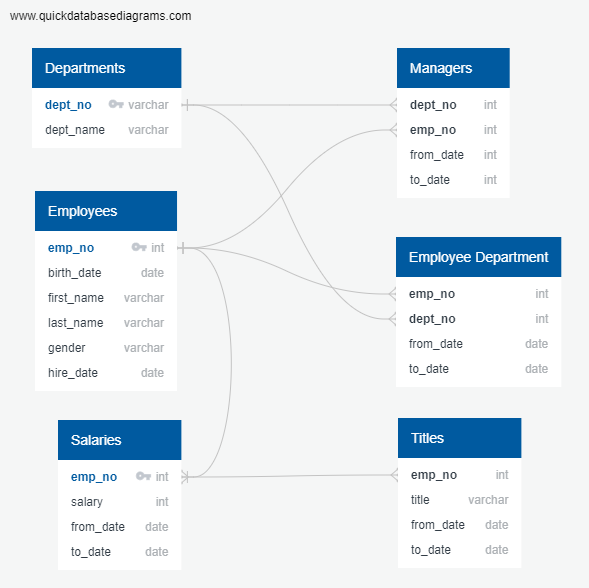 www.quickdatabasediagrams.com
Departments
dept_no varchar
dept_name varchar
Managers
dept_no int
emp_no int
from_date int
to_date int
Employees
emp_no int
birth_date date
first_name varchar
last_name varchar
gender varchar
hire_date date
Employee Department
emp_no int
dept_no int
from_date date
to_date date
Salaries
emp_no int
salary int
from_date date
to_date date
Titles
emp_no int
title varchar
from_date date
to_date date